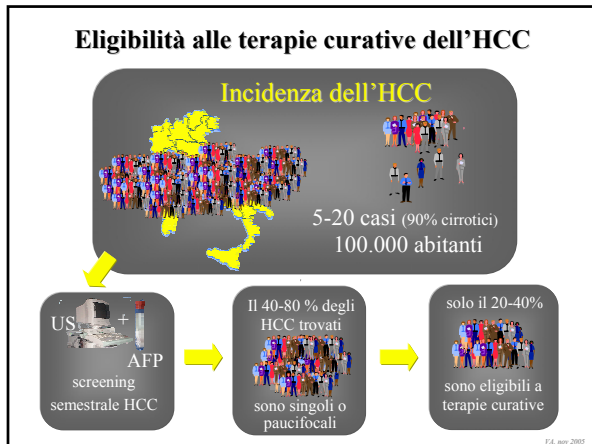 Eligibilità alle terapie curative dell'HCC
Incidenza dell'HCC
5-20 casi (90% cirrotici)
100.000 abitanti
US
+
AFP
screening
semestrale HCC
Il 40-80 % degli
HCC trovati
sono singoli o
paucifocali
solo il 20-40%
sono eligibili a
terapie curative
V.A. nov 2005